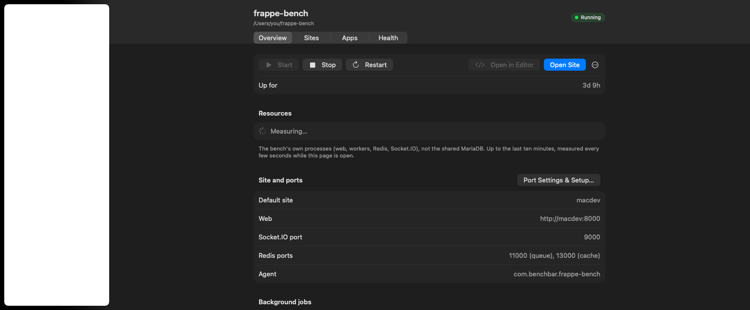 frappe-bench
/Users/you/frappe-bench
Running
Overview Sites Apps Health
Start Stop Restart Open in Editor Open Site
Up for 3d 9h
Resources
Measuring...
The bench's own processes (web, workers, Redis, Socket.IO), not the shared MariaDB. Up to the last ten minutes, measured every
few seconds while this page is open.
Site and ports Port Settings & Setup...
Default site macdev
Web http://macdev:8000
Socket.IO port 9000
Redis ports 11000 (queue), 13000 (cache)
Agent com.benchbar.frappe-bench
Background jobs